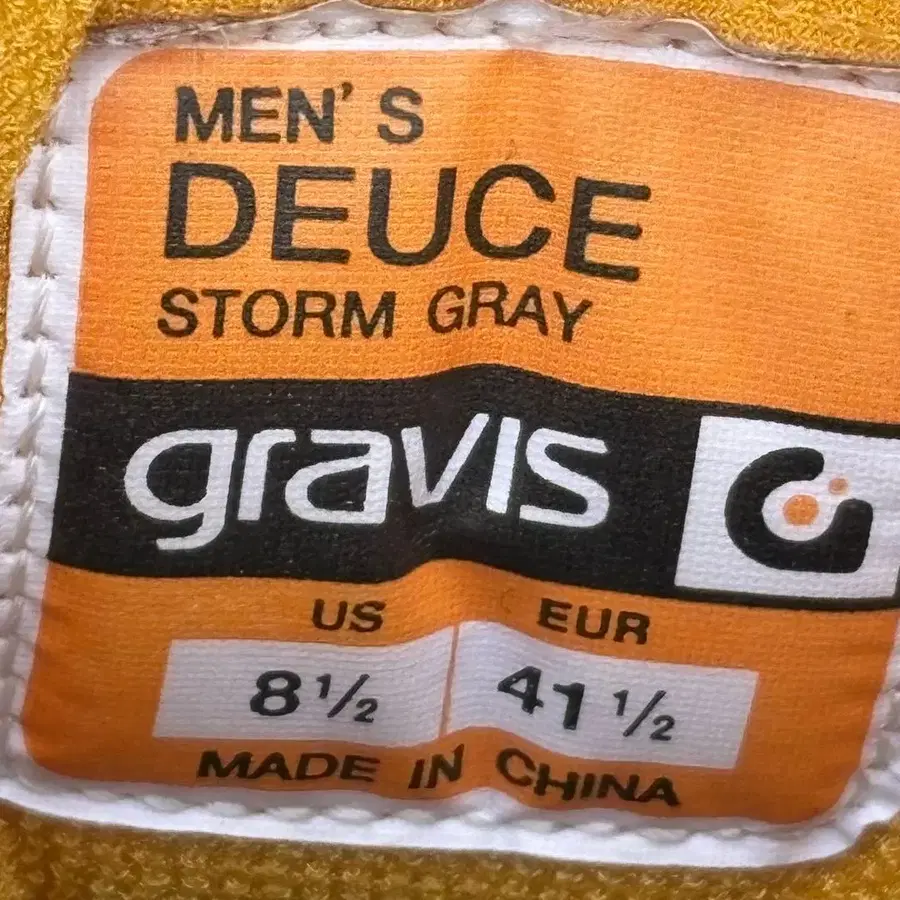 MEN'S
DEUCE
STORM GRAY
gravis
US EUR
8 1/2 41 1/2
MADE IN CHINA